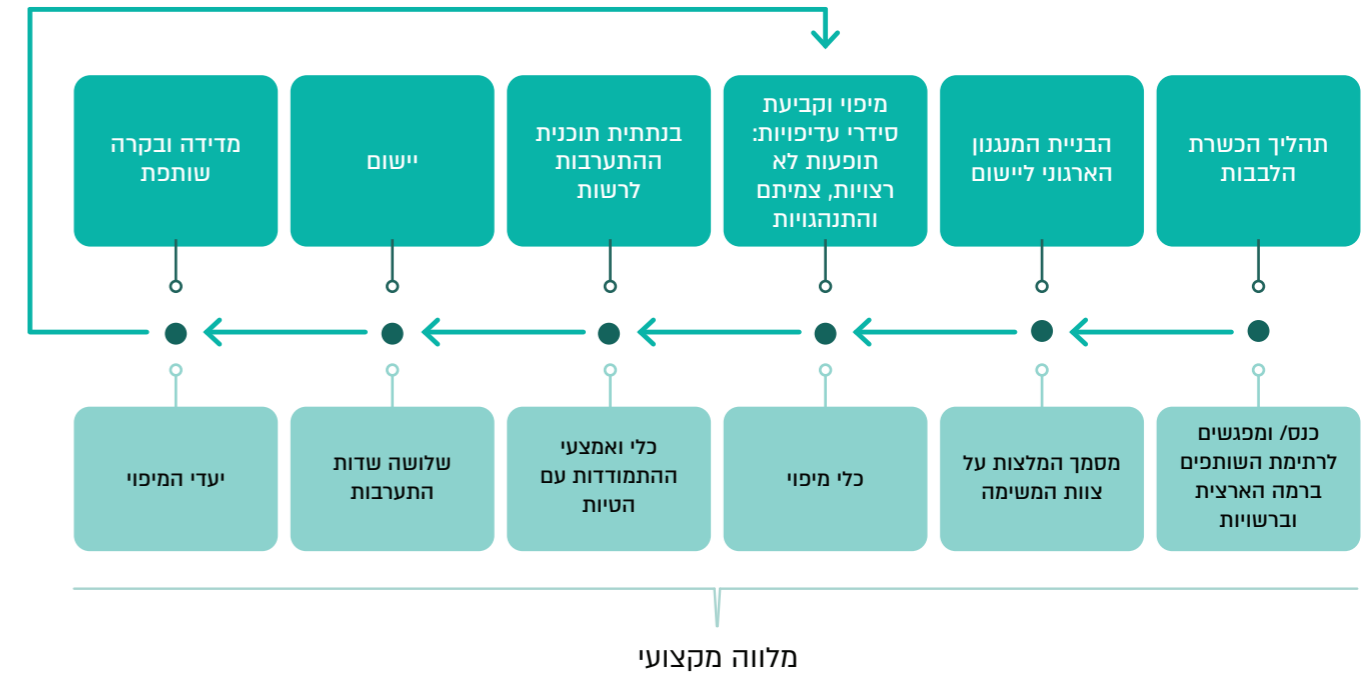 תהליך הכשרת
הלבבות
הבניית המנגנון
הארגוני ליישום
מיפוי וקביעת
סידרי עדיפויות:
תופעות לא
רצויות, צמיתם
והתנהגויות
בנתתית תוכנית
ההתערבות
לרשות
יישום
מדידה ובקרה
שותפת
כנס/ ומפגשים
לרתימת השותפים
ברמה הארצית
וברשויות
מסמך המלצות על
צוות המשימה
כלי מיפוי
כלי ואמצעי
ההתמודדות עם
הטיות
שלושה שדות
התערבות
יעדי המיפוי
מלווה מקצועי